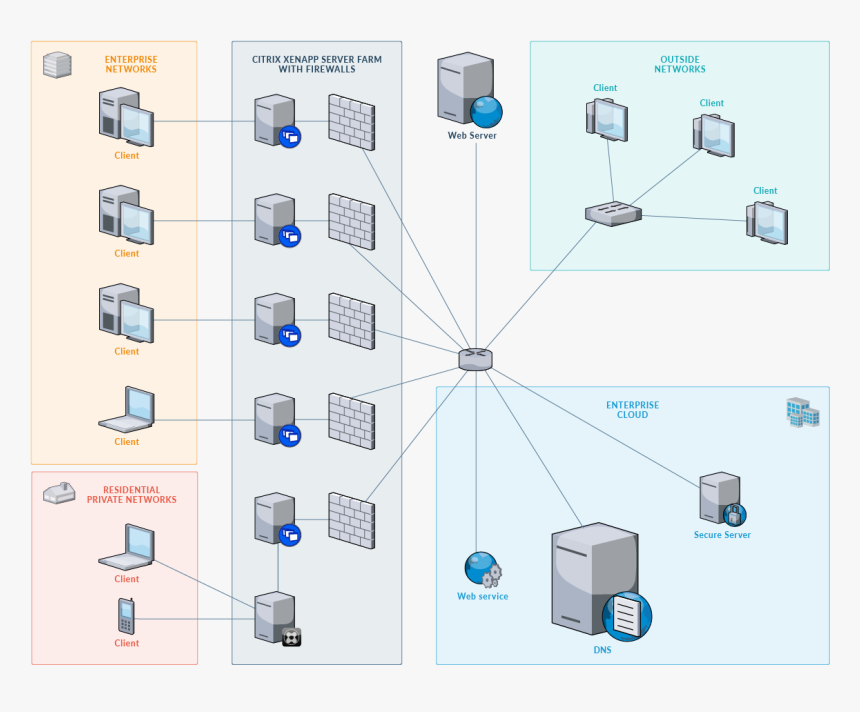 ENTERPRISE
NETWORKS
Client
Client
Client
Client
RESIDENTIAL
PRIVATE NETWORKS
Client
Client
CITRIX XENAPP SERVER FARM
WITH FIREWALLS
Web Server
OUTSIDE
NETWORKS
Client
Client
Client
ENTERPRISE
CLOUD
Secure Server
Web service
DNS